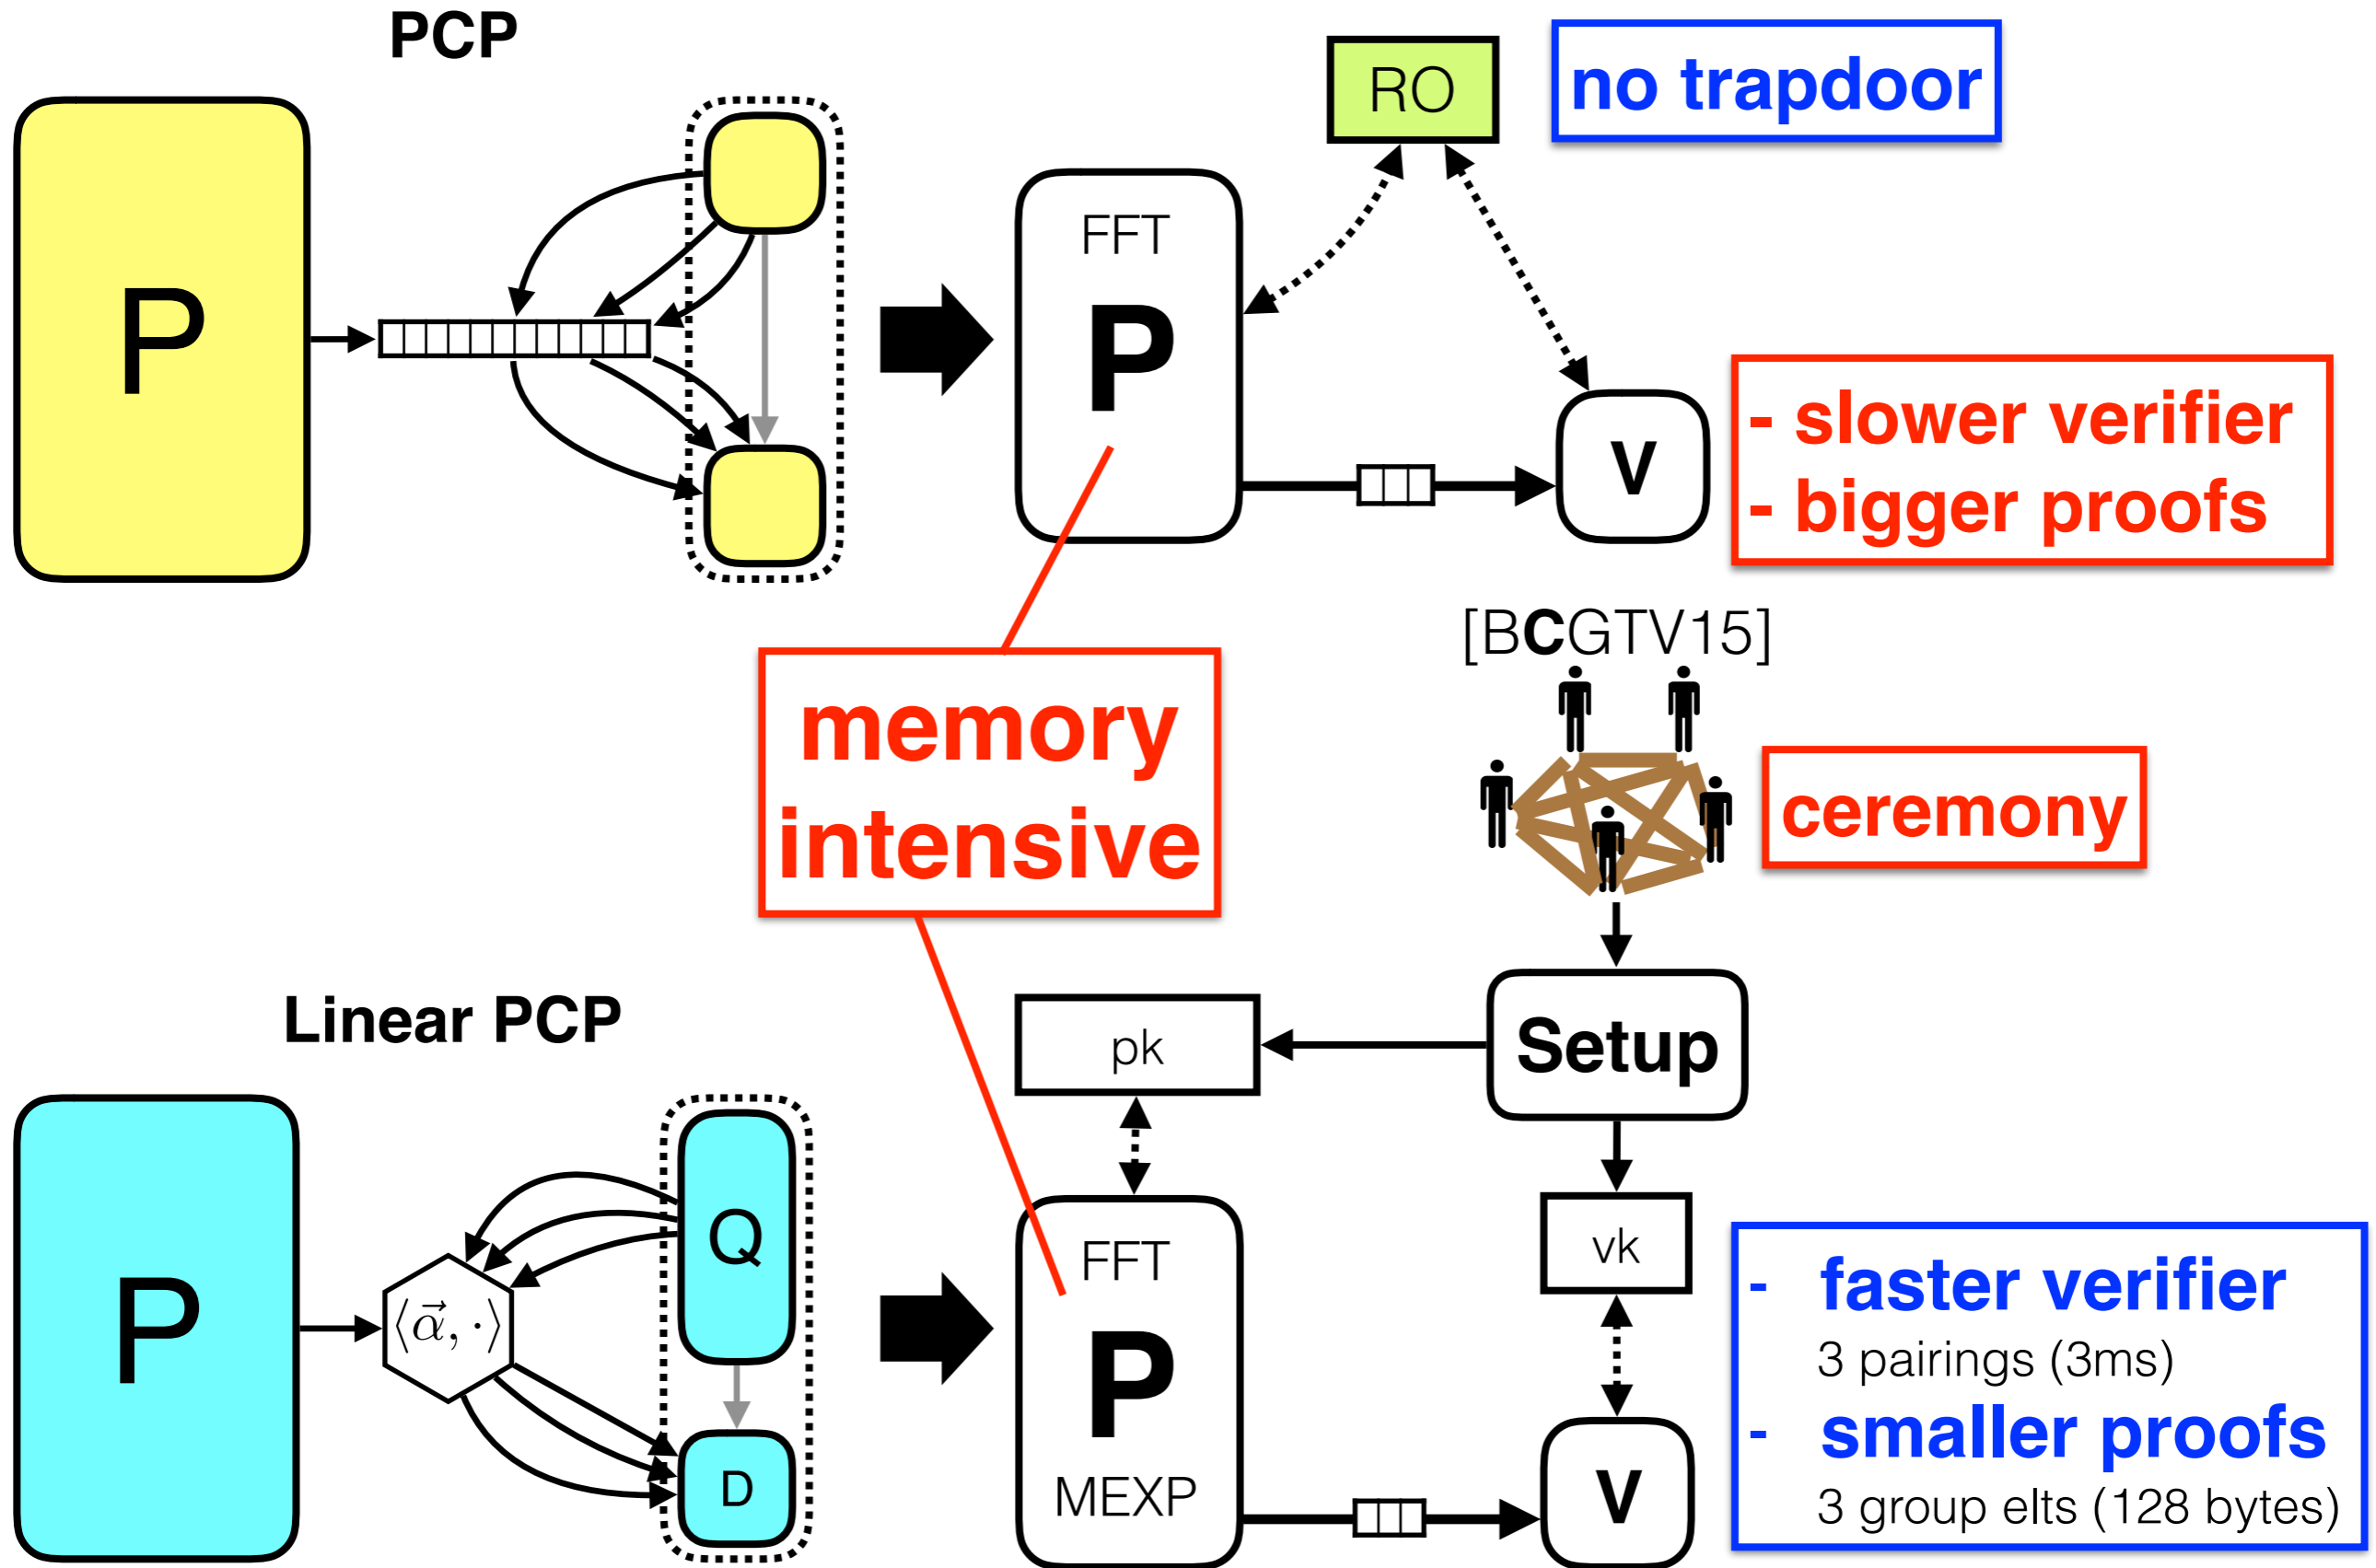 PCP
P
RO
no trapdoor
FFT
P
V
- slower verifier
- bigger proofs
memory
intensive
[BCGTV15]
ceremony
Linear PCP
pk
Setup
vk
P
⟨α⃗, ·⟩
Q
D
FFT
P
MEXP
V
- faster verifier
3 pairings (3ms)
- smaller proofs
3 group elts (128 bytes)